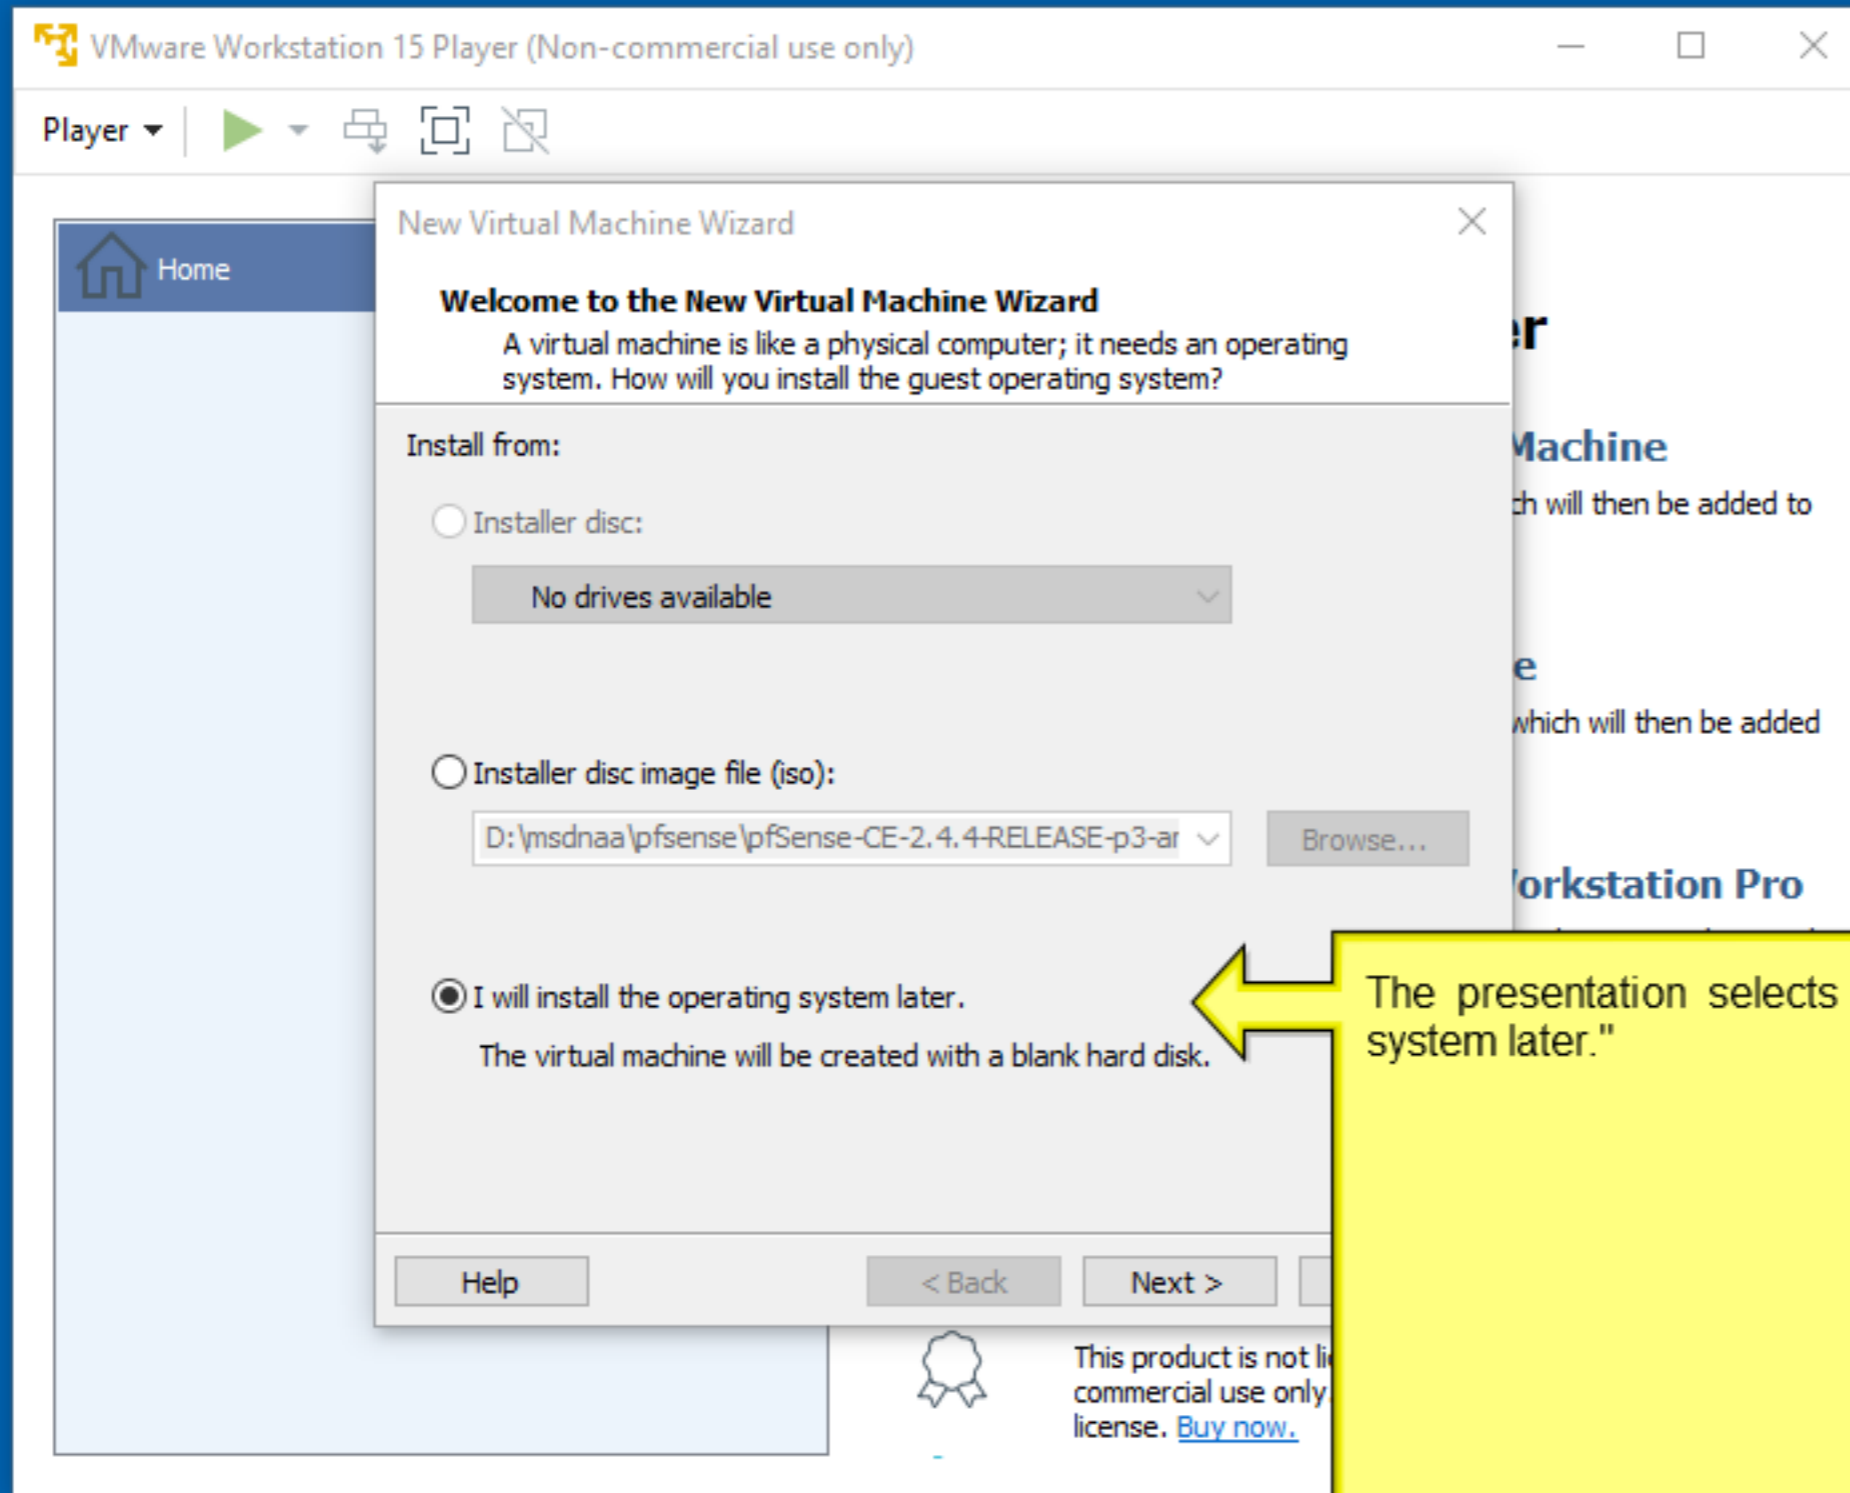 VMware Workstation 15 Player (Non-commercial use only)
Player
Home
New Virtual Machine Wizard
Welcome to the New Virtual Machine Wizard
A virtual machine is like a physical computer; it needs an operating
system. How will you install the guest operating system?
Install from:
Installer disc:
No drives available
Installer disc image file (iso):
D:\msdnaa\pfsense\pfSense-CE-2.4.4-RELEASE-p3-ar
Browse...
I will install the operating system later.
The virtual machine will be created with a blank hard disk.
Help
< Back
Next >
er
Machine
ch will then be added to
e
which will then be added
orkstation Pro
The presentation selects
system later."
This product is not li
commercial use only.
license. Buy now.